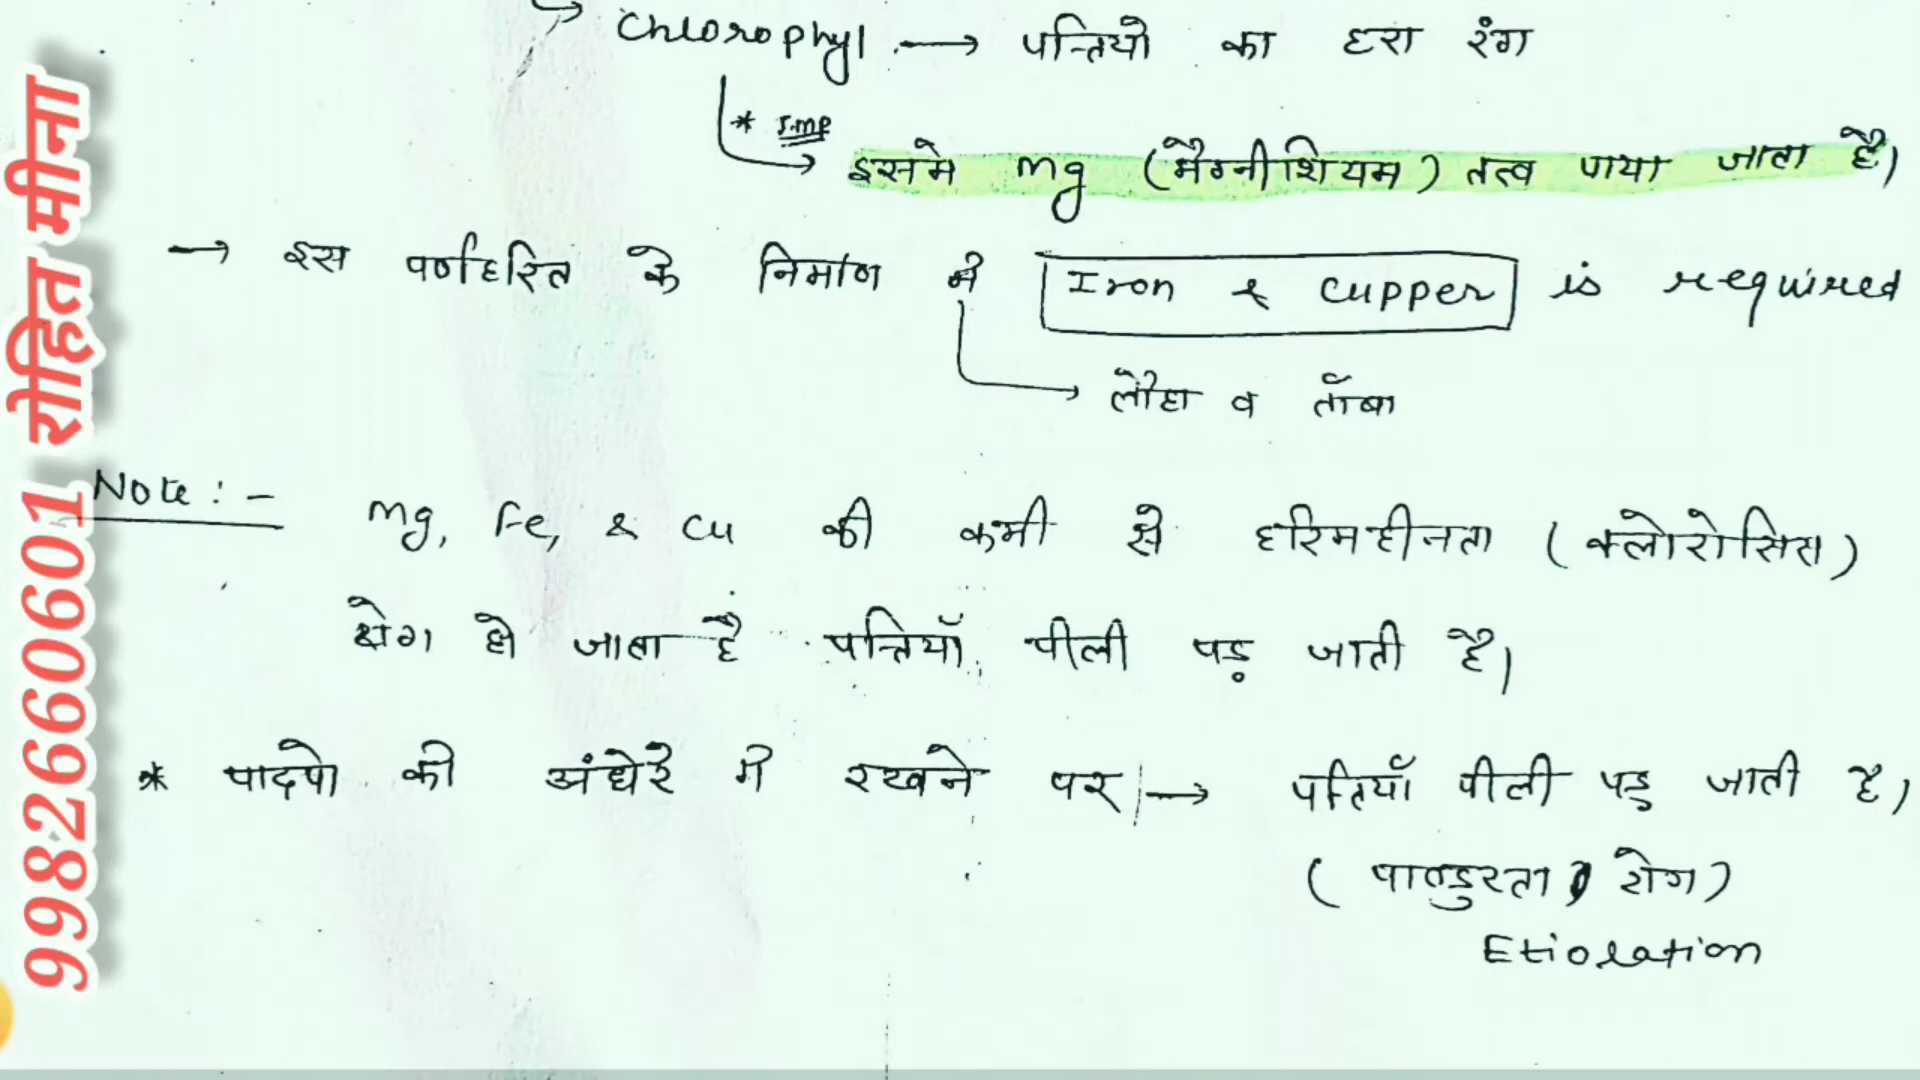 Chlorophyl → पत्तियो का हरा रंग
* Imp
इसमे Mg (मैग्नीशियम) तत्व पाया जाता है।
→ इस पर्णहरित के निर्माण मे Iron & cupper is required
→ लौहा व ताँबा
Note : - Mg, Fe, & Cu की कमी से हरिमहीनता (क्लोरोसिस)
रोग हो जाता है पत्तियाँ पीली पड़ जाती है।
* पादपो को अंधेरे मे रखने पर → पतियाँ पीली पड़ जाती है।
( पाण्डुरता रोग )
Etiolation
9982660601 रोहित मीना